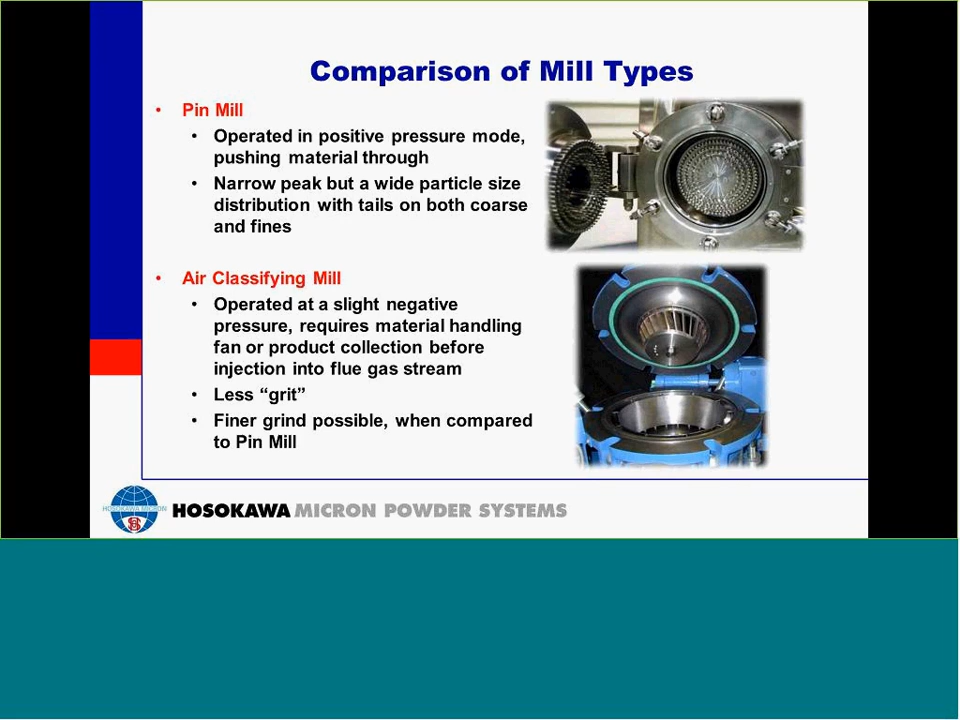 Comparison of Mill Types
• Pin Mill
• Operated in positive pressure mode,
pushing material through
• Narrow peak but a wide particle size
distribution with tails on both coarse
and fines
• Air Classifying Mill
• Operated at a slight negative
pressure, requires material handling
fan or product collection before
injection into flue gas stream
• Less “grit”
• Finer grind possible, when compared
to Pin Mill
HOSOKAWA MICRON
HOSOKAWA MICRON POWDER SYSTEMS